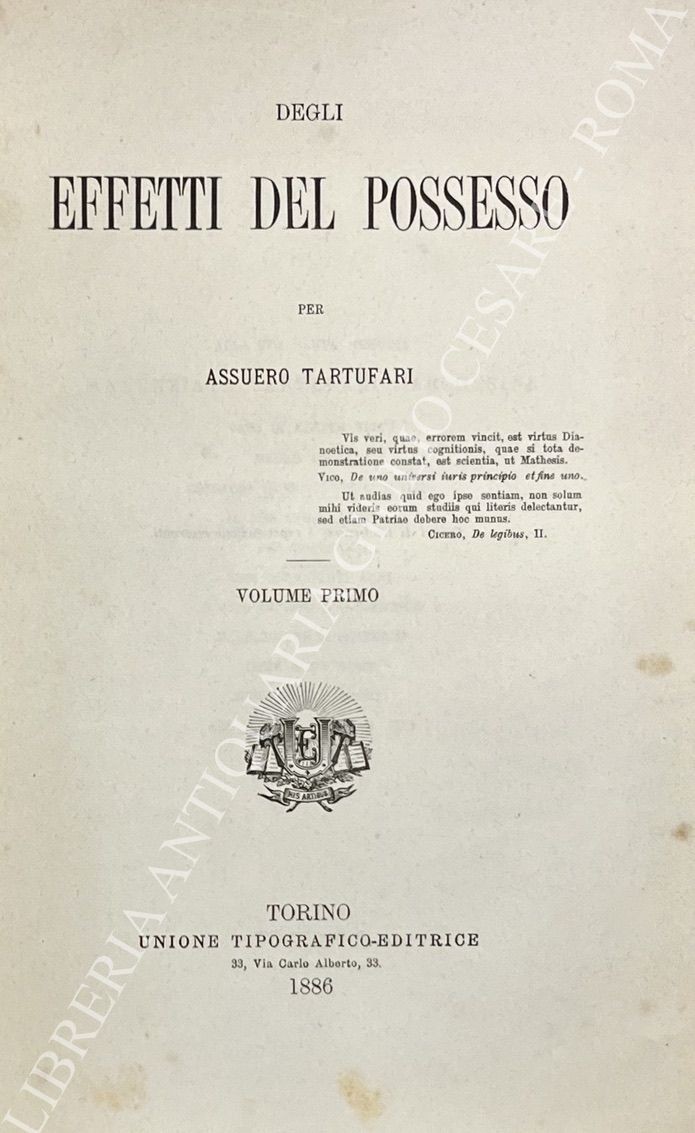 DEGLI
EFFETTI DEL POSSESSO
PER
ASSUERO TARTUFARI
Vis veri, quae, errorem vincit, est virtus Dia-
noetica, seu virtus cognitionis, quae si tota de-
monstratione constat, est scientia, ut Mathesis.
VICO, De uno universi iuris principio et fine uno.
Ut audias quid ego ipse sentiam, non solum
mihi videris eorum studiis qui literis delectantur,
sed etiam Patriae debere hoc munus.
CICERO, De legibus, II.
VOLUME PRIMO
UTE
HIS ARTIBUS
TORINO
UNIONE TIPOGRAFICO-EDITRICE
33, Via Carlo Alberto, 33.
1886
LIBRERIA ANTIQUARIA GIULIO CESARE - ROMA